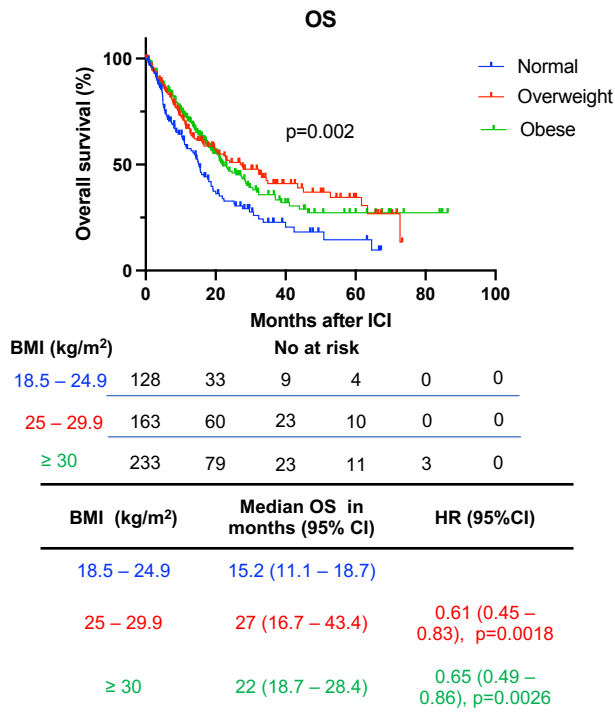 OS
Overall survival (%)
100
50
0
p=0.002
Normal
Overweight
Obese
0 20 40 60 80 100
Months after ICI
BMI (kg/m²) No at risk
18.5 – 24.9 128 33 9 4 0 0
25 – 29.9 163 60 23 10 0 0
≥ 30 233 79 23 11 3 0
BMI (kg/m²) Median OS in months (95% CI) HR (95%CI)
18.5 – 24.9 15.2 (11.1 – 18.7)
25 – 29.9 27 (16.7 – 43.4) 0.61 (0.45 – 0.83), p=0.0018
≥ 30 22 (18.7 – 28.4) 0.65 (0.49 – 0.86), p=0.0026